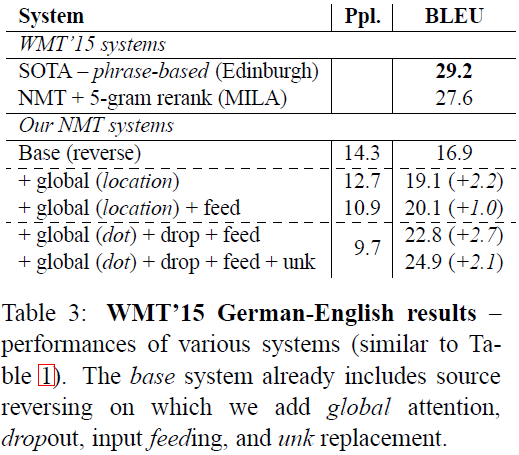 System Ppl. BLEU
WMT'15 systems
SOTA – phrase-based (Edinburgh) 29.2
NMT + 5-gram rerank (MILA) 27.6
Our NMT systems
Base (reverse) 14.3 16.9
+ global (location) 12.7 19.1 (+2.2)
+ global (location) + feed 10.9 20.1 (+1.0)
+ global (dot) + drop + feed 9.7 22.8 (+2.7)
+ global (dot) + drop + feed + unk 24.9 (+2.1)
Table 3: WMT'15 German-English results –
performances of various systems (similar to Ta-
ble 1). The base system already includes source
reversing on which we add global attention,
dropout, input feeding, and unk replacement.